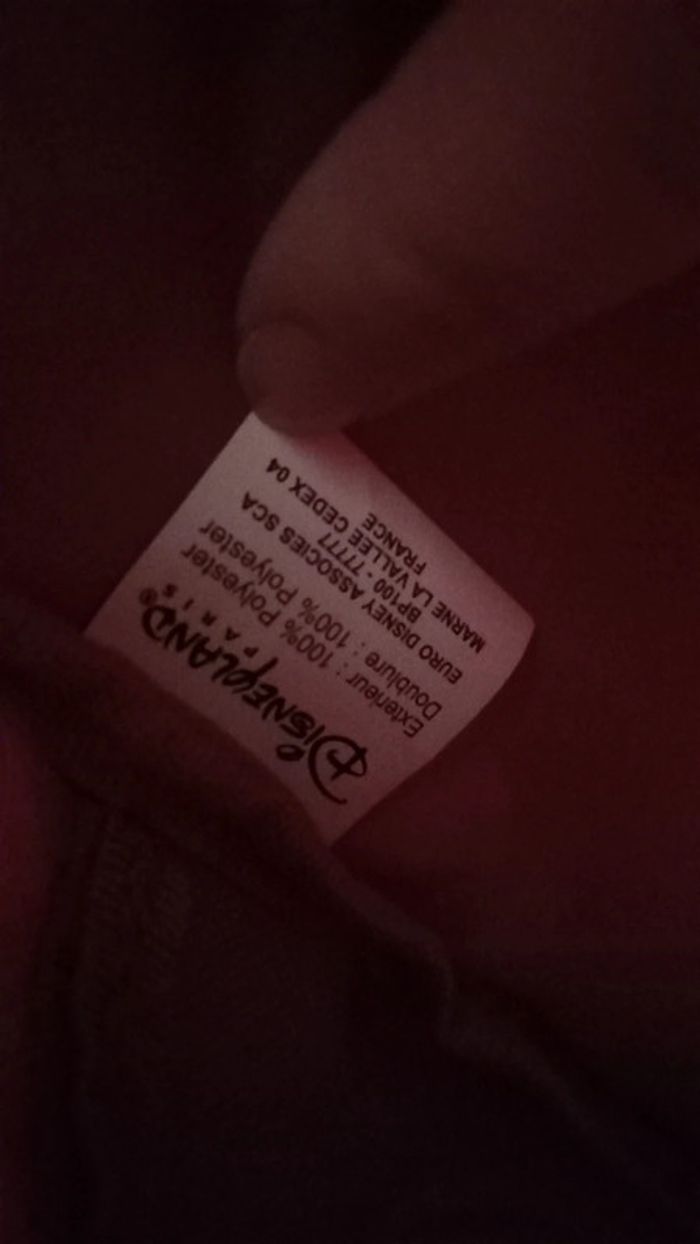 DISNEYLAND®
PARIS
Exterieur : 100% Polyester
Doublure : 100% Polyester
EURO DISNEY ASSOCIES SCA
BP100 - 77777
MARNE LA VALLEE CEDEX 04
FRANCE